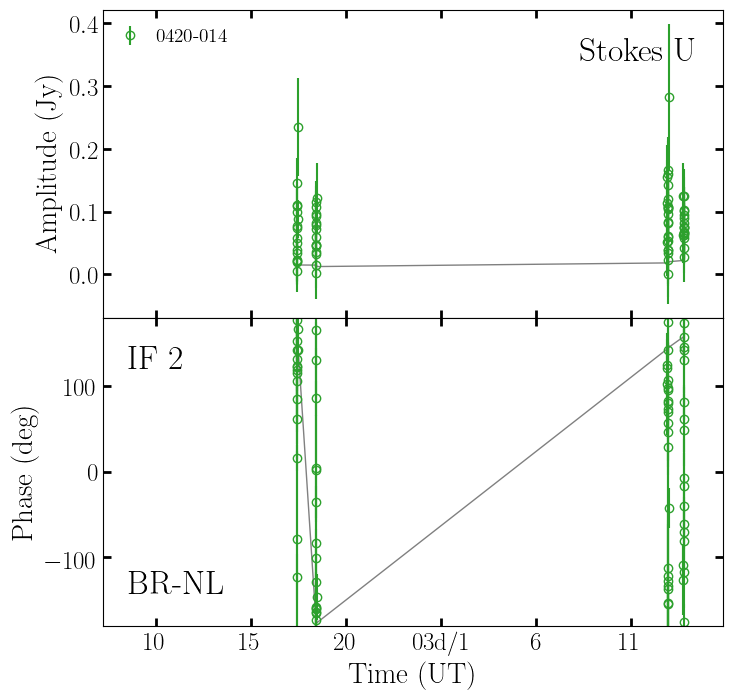 0420-014
Stokes U
0.4
0.3
0.2
0.1
0.0
Amplitude (Jy)
IF 2
100
0
−100
Phase (deg)
BR-NL
10 15 20 03d/1 6 11
Time (UT)